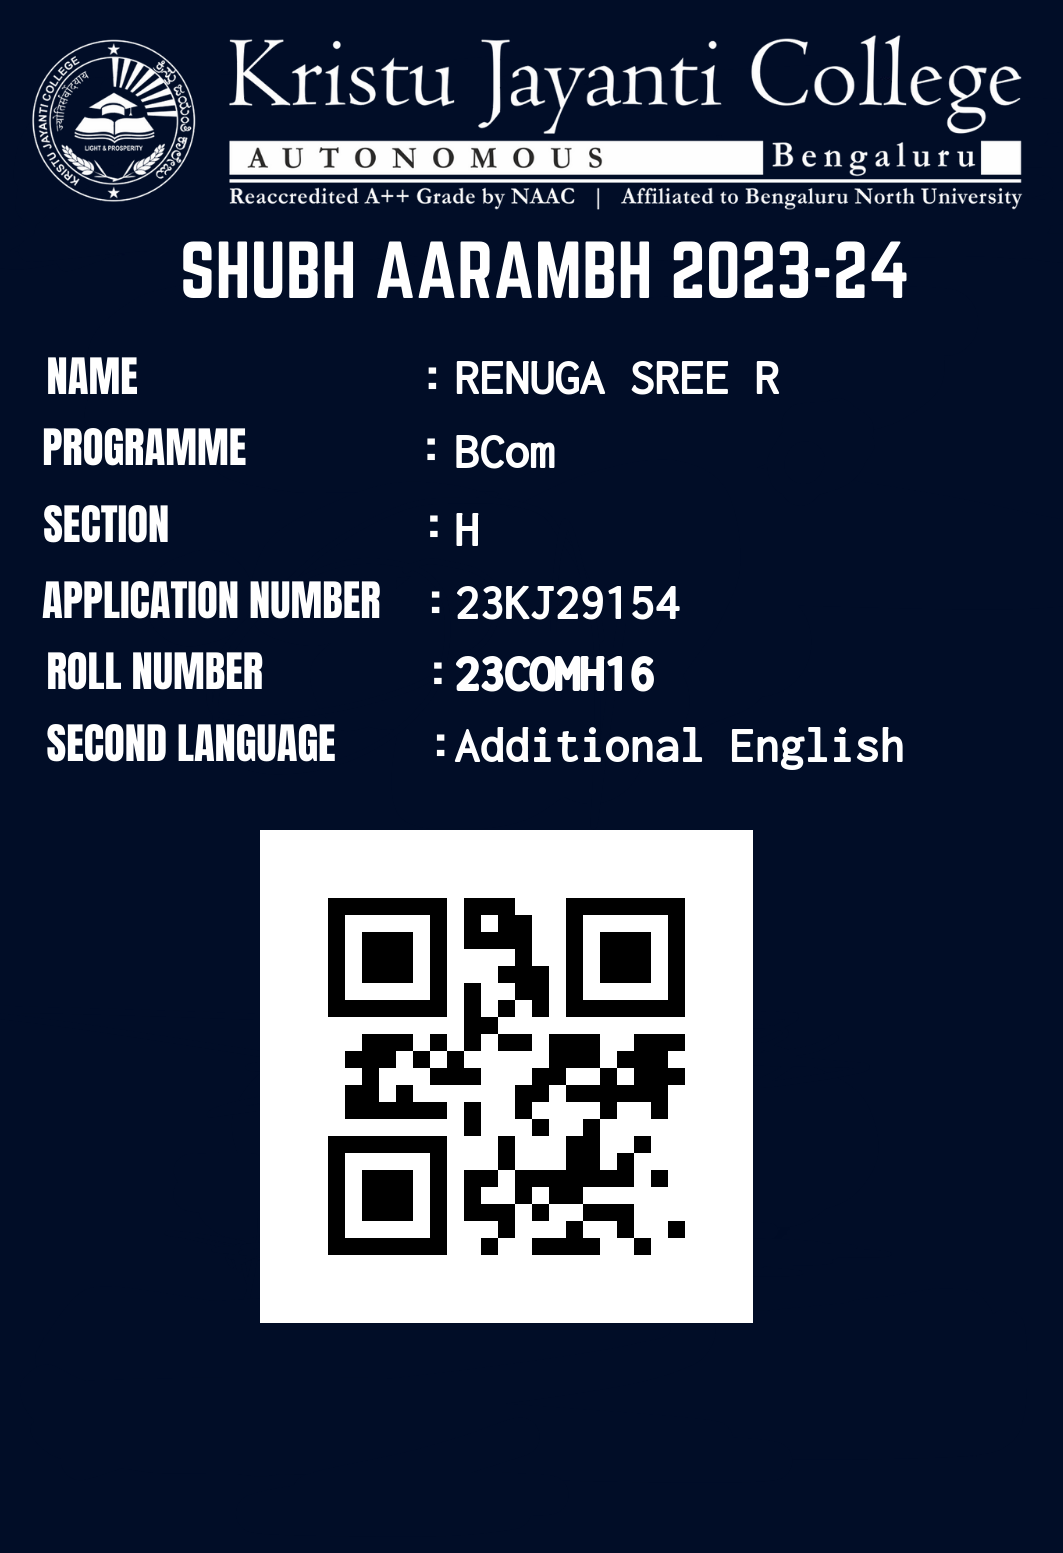 KRISTU JAYANTI COLLEGE
ಕ್ರಿಸ್ತು ಜಯಂತಿ ಕಾಲೇಜು
LIGHT & PROSPERITY
Kristu Jayanti College
AUTONOMOUS Bengaluru
Reaccredited A++ Grade by NAAC | Affiliated to Bengaluru North University
SHUBH AARAMBH 2023-24
NAME : RENUGA SREE R
PROGRAMME : BCom
SECTION : H
APPLICATION NUMBER : 23KJ29154
ROLL NUMBER : 23COMH16
SECOND LANGUAGE : Additional English